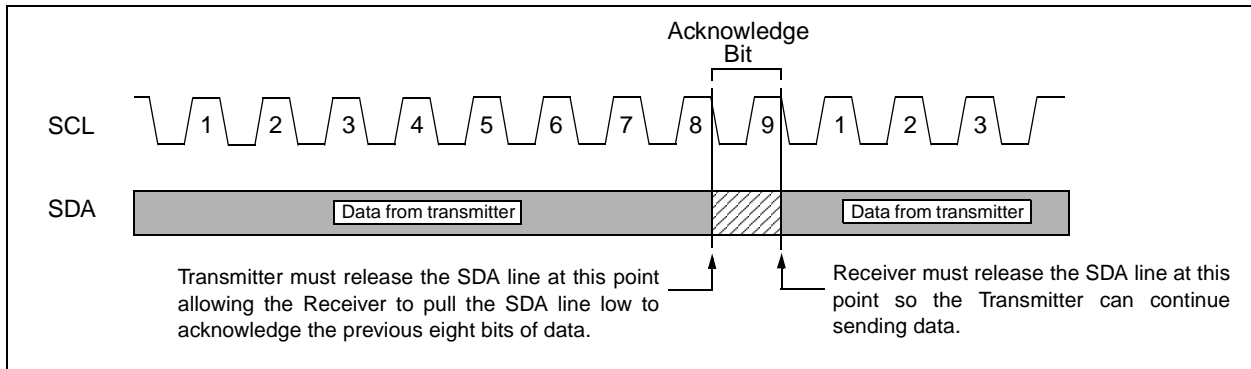 Acknowledge
Bit
SCL
1 2 3 4 5 6 7 8 9 1 2 3
SDA
Data from transmitter
Data from transmitter
Transmitter must release the SDA line at this point
allowing the Receiver to pull the SDA line low to
acknowledge the previous eight bits of data.
Receiver must release the SDA line at this
point so the Transmitter can continue
sending data.